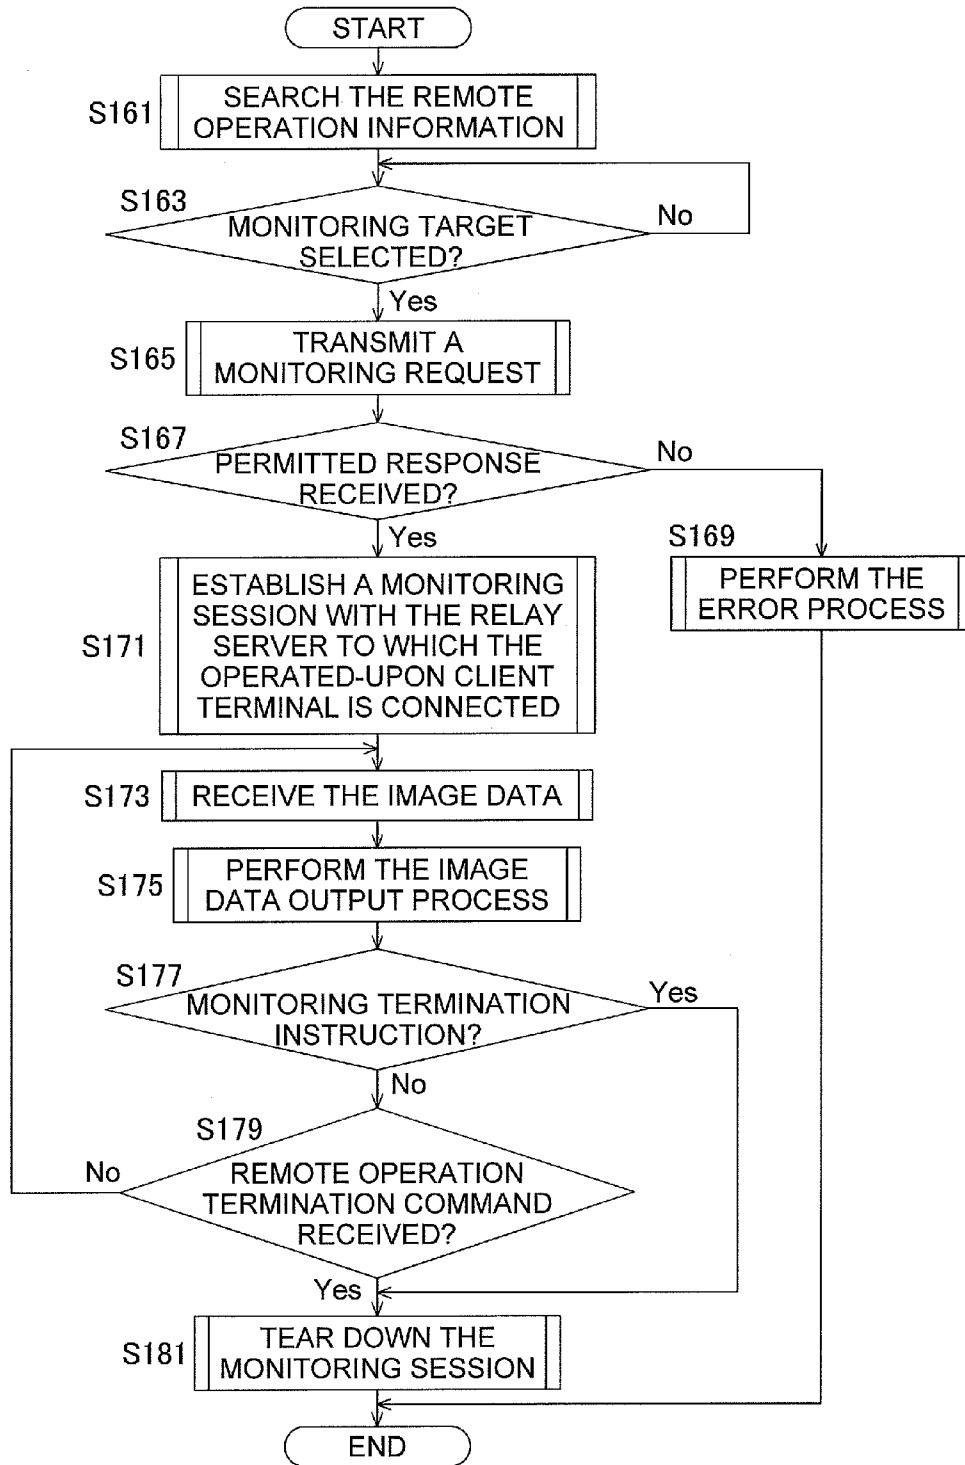 START
S161
SEARCH THE REMOTE
OPERATION INFORMATION
S163
MONITORING TARGET
SELECTED?
No
Yes
S165
TRANSMIT A
MONITORING REQUEST
S167
PERMITTED RESPONSE
RECEIVED?
No
Yes
S169
PERFORM THE
ERROR PROCESS
S171
ESTABLISH A MONITORING
SESSION WITH THE RELAY
SERVER TO WHICH THE
OPERATED-UPON CLIENT
TERMINAL IS CONNECTED
S173
RECEIVE THE IMAGE DATA
S175
PERFORM THE IMAGE
DATA OUTPUT PROCESS
S177
MONITORING TERMINATION
INSTRUCTION?
Yes
No
S179
REMOTE OPERATION
TERMINATION COMMAND
RECEIVED?
No
Yes
S181
TEAR DOWN THE
MONITORING SESSION
END